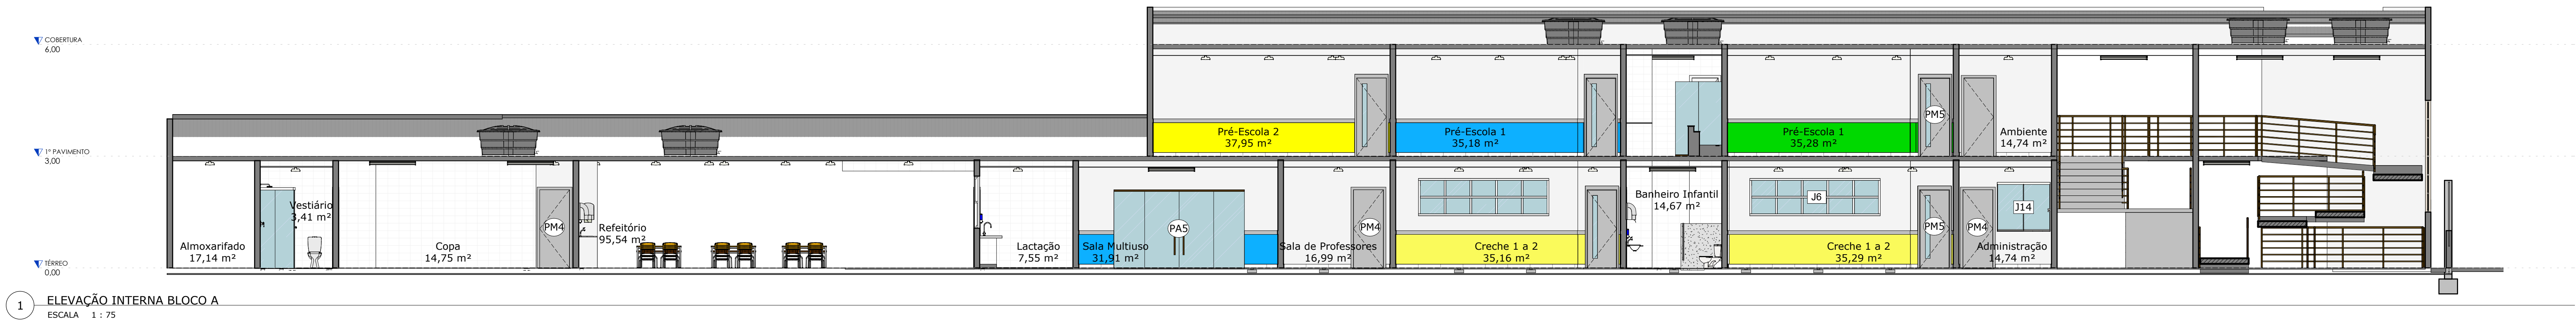 COBERTURA
6,00
1° PAVIMENTO
3,00
TÉRREO
0,00
Pré-Escola 2
37,95 m²
Pré-Escola 1
35,18 m²
Pré-Escola 1
35,28 m²
PM5
Ambiente
14,74 m²
Almoxarifado
17,14 m²
Vestiário
3,41 m²
Copa
14,75 m²
PM4
Refeitório
95,54 m²
Lactação
7,55 m²
Sala Multiuso
31,91 m²
PA5
Sala de Professores
16,99 m²
PM4
Creche 1 a 2
35,16 m²
Banheiro Infantil
14,67 m²
J6
Creche 1 a 2
35,29 m²
PM5
PM4
J14
Administração
14,74 m²
1
ELEVAÇÃO INTERNA BLOCO A
ESCALA 1 : 75